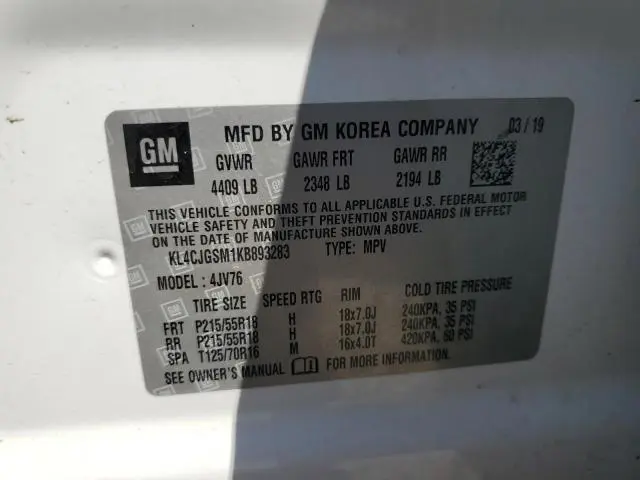 GM
MFD BY GM KOREA COMPANY 03/19
GVWR GAWR FRT GAWR RR
4409 LB 2348 LB 2194 LB
THIS VEHICLE CONFORMS TO ALL APPLICABLE U.S. FEDERAL MOTOR
VEHICLE SAFETY AND THEFT PREVENTION STANDARDS IN EFFECT
ON THE DATE OF MANUFACTURE SHOWN ABOVE.
KL4CJGSM1KB893283 TYPE: MPV
MODEL: 4JV76
TIRE SIZE SPEED RTG RIM COLD TIRE PRESSURE
FRT P215/55R18 H 18x7.0J 240KPA, 35 PSI
RR P215/55R18 H 18x7.0J 240KPA, 35 PSI
SPA T125/70R16 M 16x4.0T 420KPA, 60 PSI
SEE OWNER'S MANUAL FOR MORE INFORMATION.